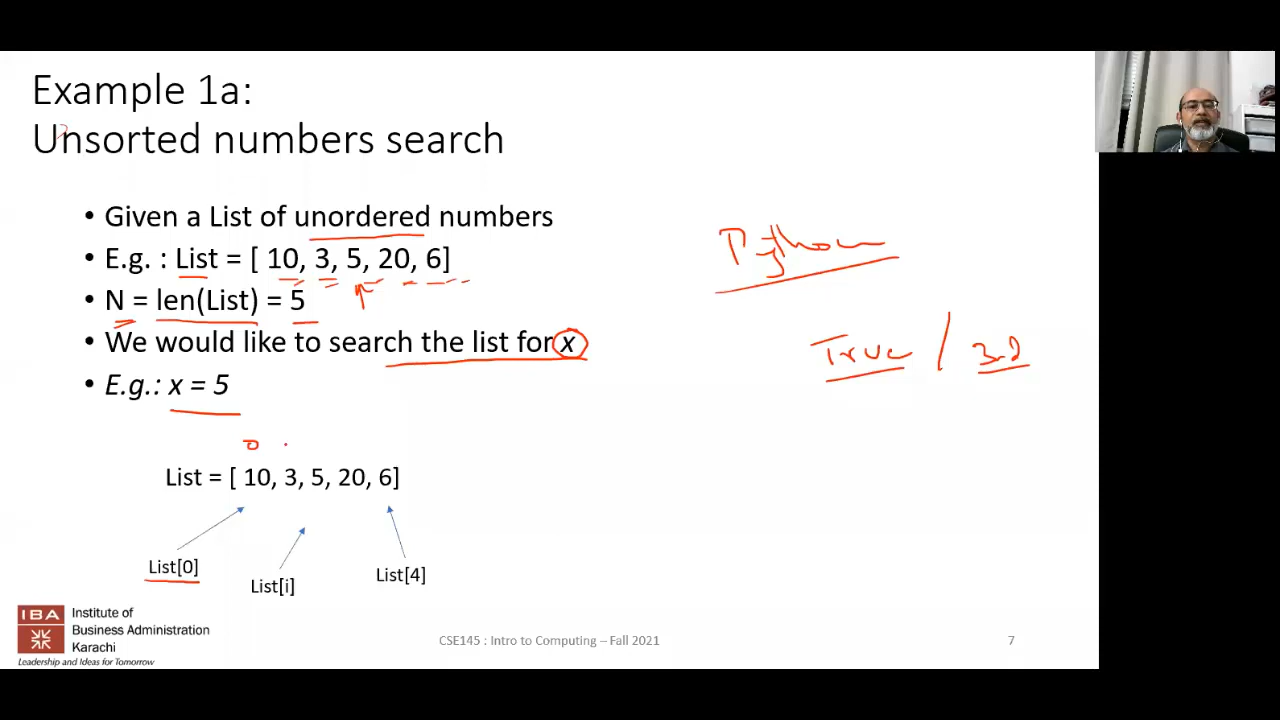 Example 1a:
Unsorted numbers search
• Given a List of unordered numbers
• E.g. : List = [ 10, 3, 5, 20, 6]
• N = len(List) = 5
• We would like to search the list for x
• E.g.: x = 5
Python
True /
0
List = [ 10, 3, 5, 20, 6]
List[0]
List[i]
List[4]
IBA
Institute of
Business Administration
Karachi
Leadership and Ideas for Tomorrow
CSE145 : Intro to Computing – Fall 2021
7